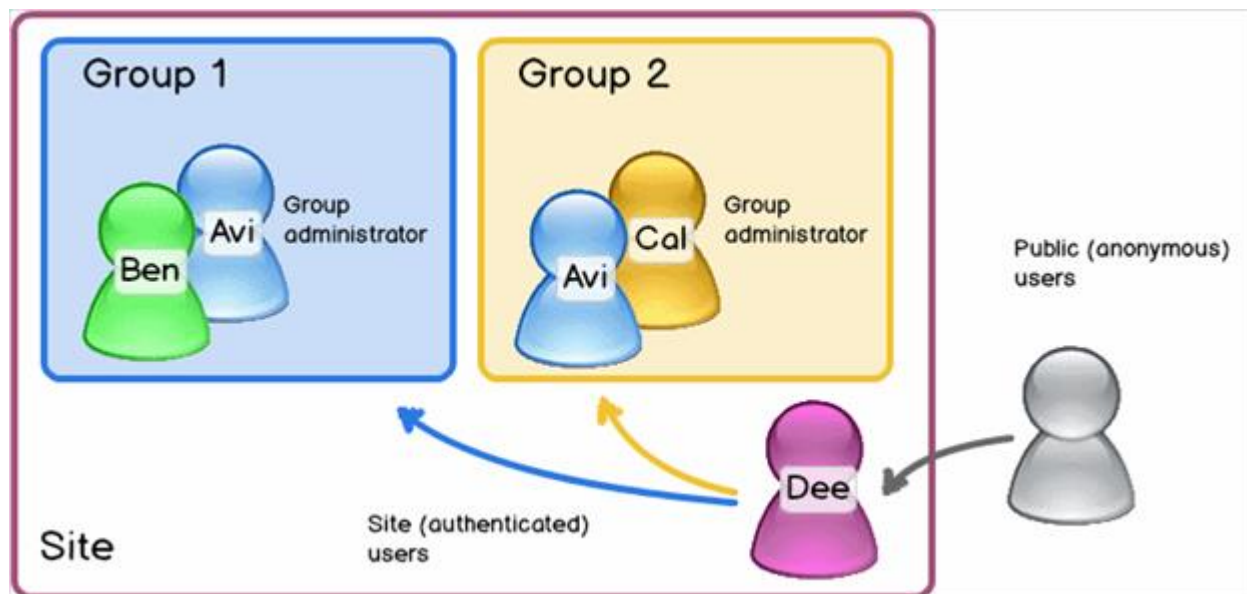 Group 1
Group 2
Avi
Group
administrator
Ben
Cal
Group
administrator
Avi
Public (anonymous)
users
Dee
Site (authenticated)
users
Site